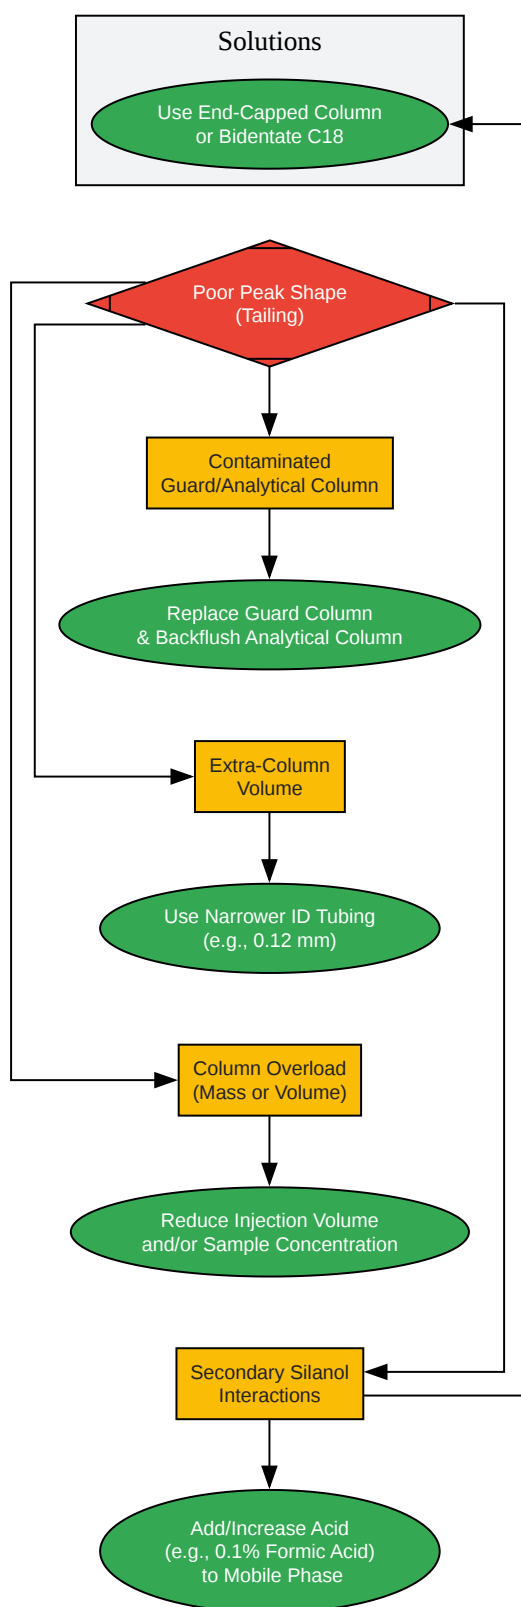 Solutions
Use End-Capped Column
or Bidentate C18
Poor Peak Shape
(Tailing)
Contaminated
Guard/Analytical Column
Replace Guard Column
& Backflush Analytical Column
Extra-Column
Volume
Use Narrower ID Tubing
(e.g., 0.12 mm)
Column Overload
(Mass or Volume)
Reduce Injection Volume
and/or Sample Concentration
Secondary Silanol
Interactions
Add/Increase Acid
(e.g., 0.1% Formic Acid)
to Mobile Phase